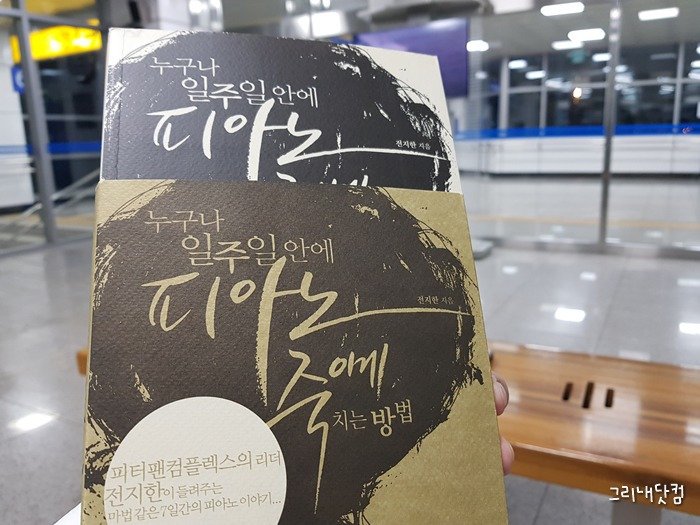 누구나
일주일 안에
피아노
전지한 지음
누구나
일주일 안에
피아노
전지한 지음
죽이게
치는 방법
피터팬컴플렉스의 리더
전지한이 들려주는
마법 같은 7일간의 피아노 이야기...
그리내닷컴